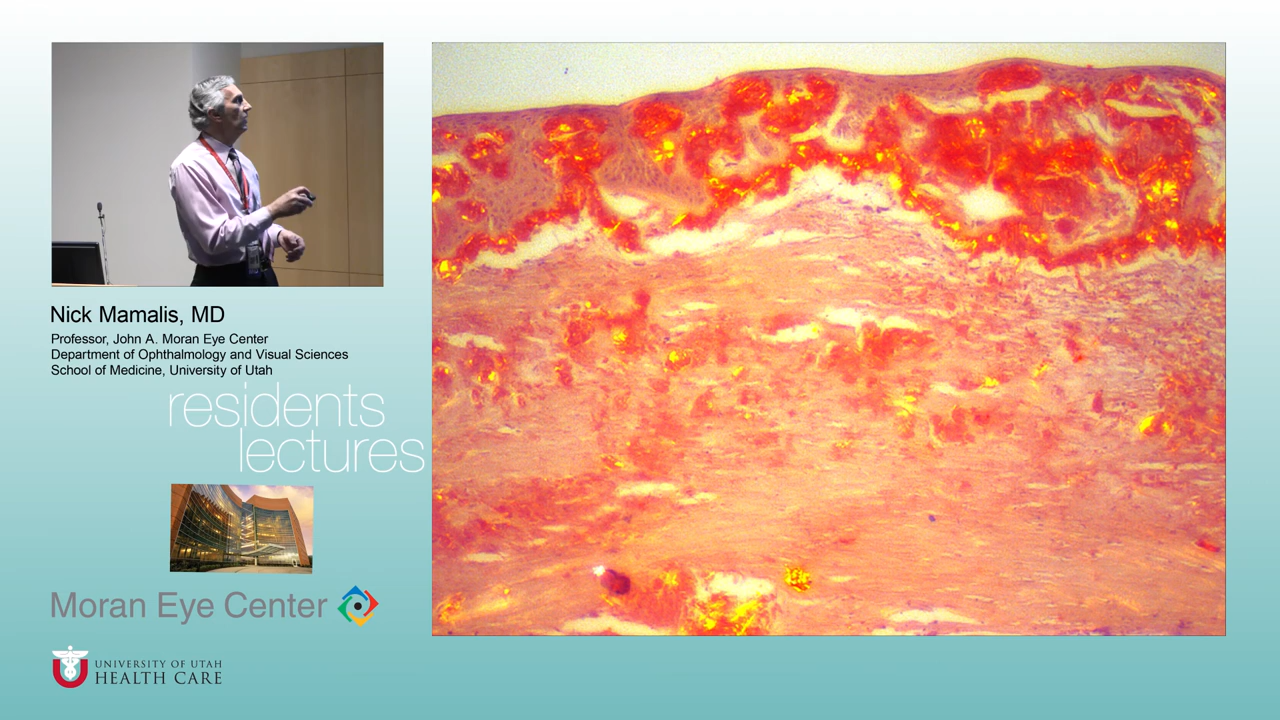 Nick Mamalis, MD
Professor, John A. Moran Eye Center
Department of Ophthalmology and Visual Sciences
School of Medicine, University of Utah
residents
lectures
Moran Eye Center
U UNIVERSITY OF UTAH
HEALTH CARE